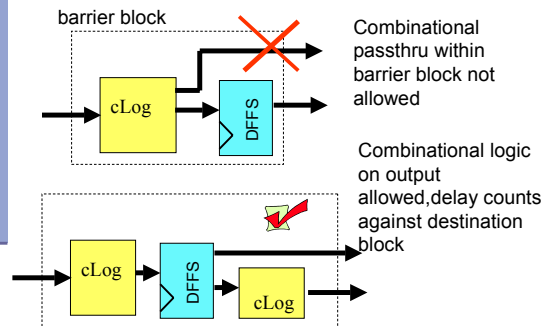 barrier block
cLog
DFFS
Combinational
passthru within
barrier block not
allowed
Combinational logic
on output
allowed,delay counts
against destination
block
cLog
DFFS
cLog